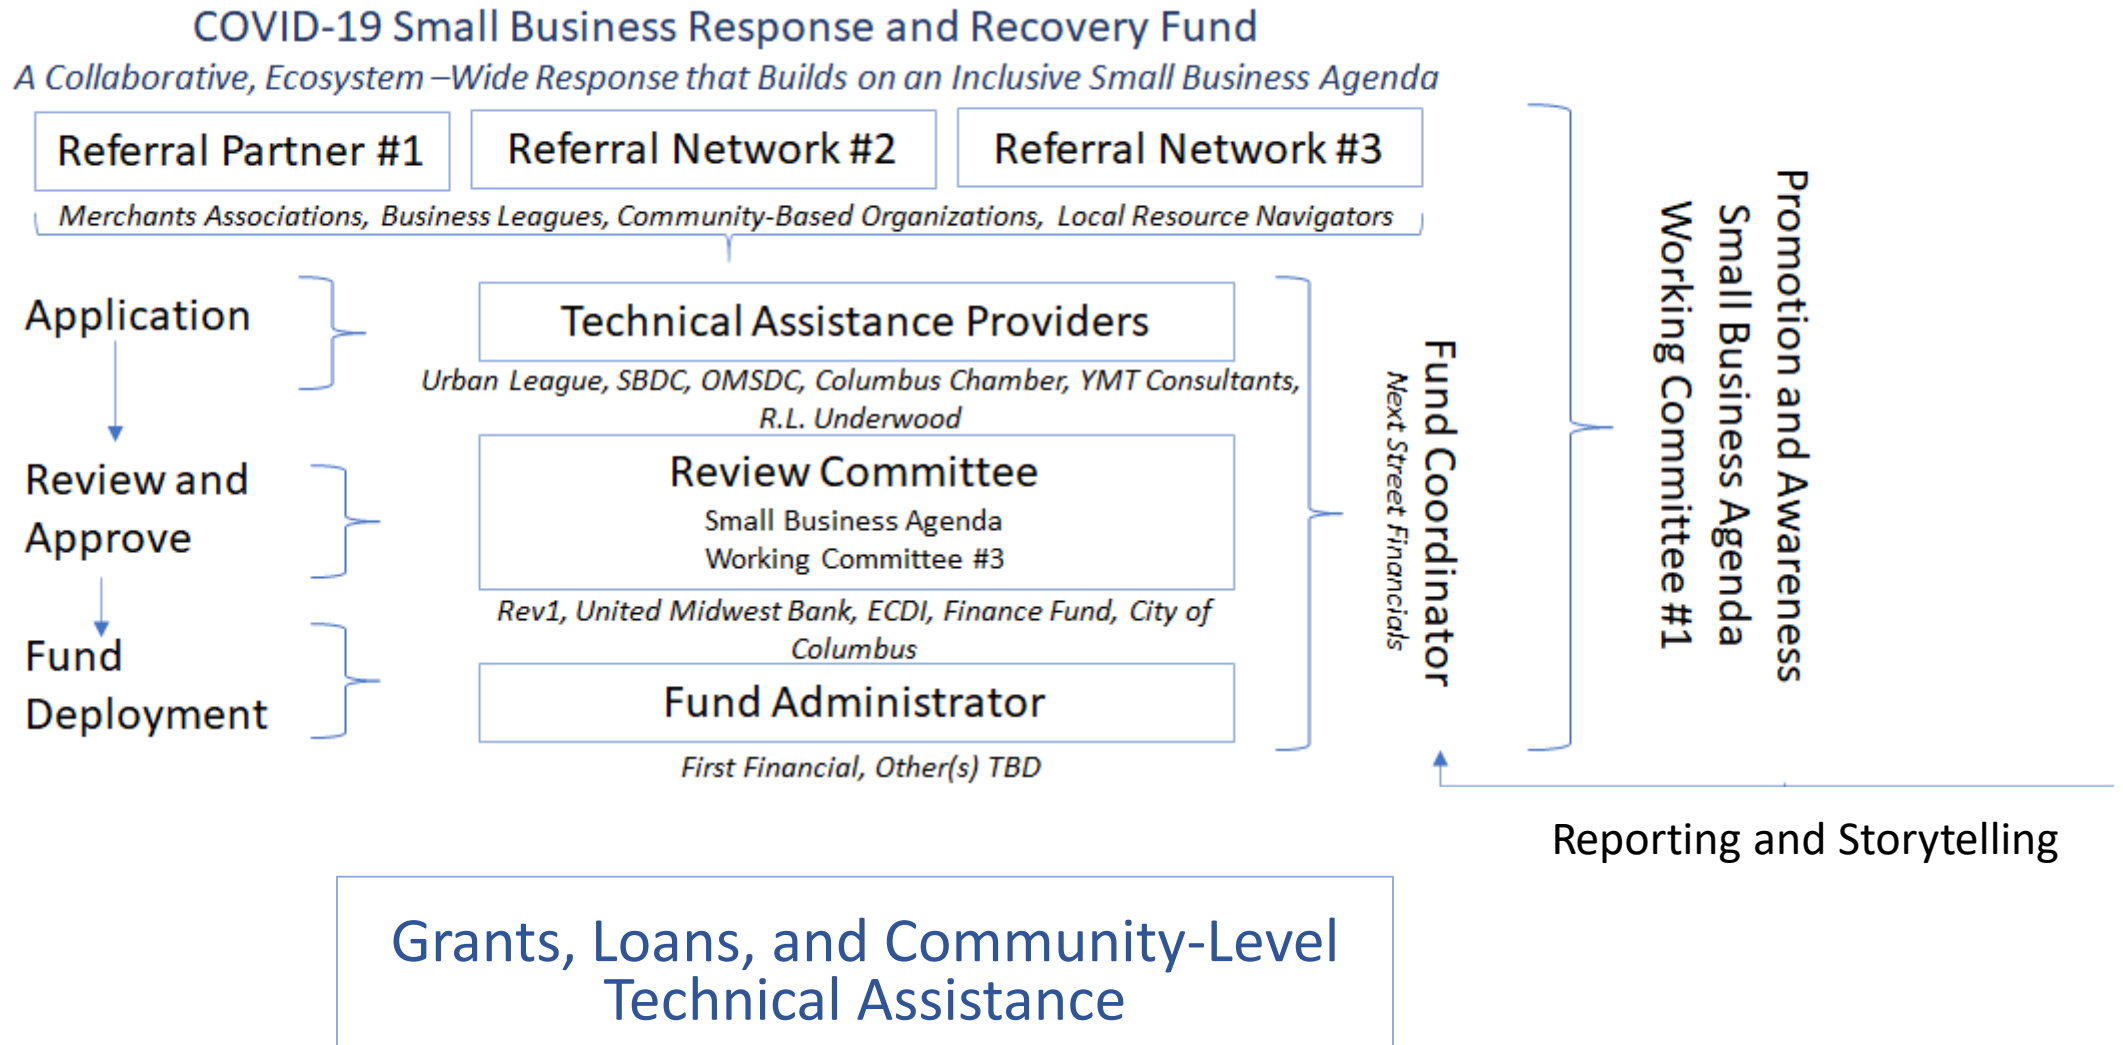 COVID-19 Small Business Response and Recovery Fund
A Collaborative, Ecosystem –Wide Response that Builds on an Inclusive Small Business Agenda
Referral Partner #1
Referral Network #2
Referral Network #3
Merchants Associations, Business Leagues, Community-Based Organizations, Local Resource Navigators
Application
Technical Assistance Providers
Urban League, SBDC, OMSDC, Columbus Chamber, YMT Consultants,
R.L. Underwood
Review and
Approve
Review Committee
Small Business Agenda
Working Committee #3
Rev1, United Midwest Bank, ECDI, Finance Fund, City of
Columbus
Fund
Deployment
Fund Administrator
First Financial, Other(s) TBD
Fund Coordinator
Next Street Financials
Promotion and Awareness
Small Business Agenda
Working Committee #1
Reporting and Storytelling
Grants, Loans, and Community-Level
Technical Assistance